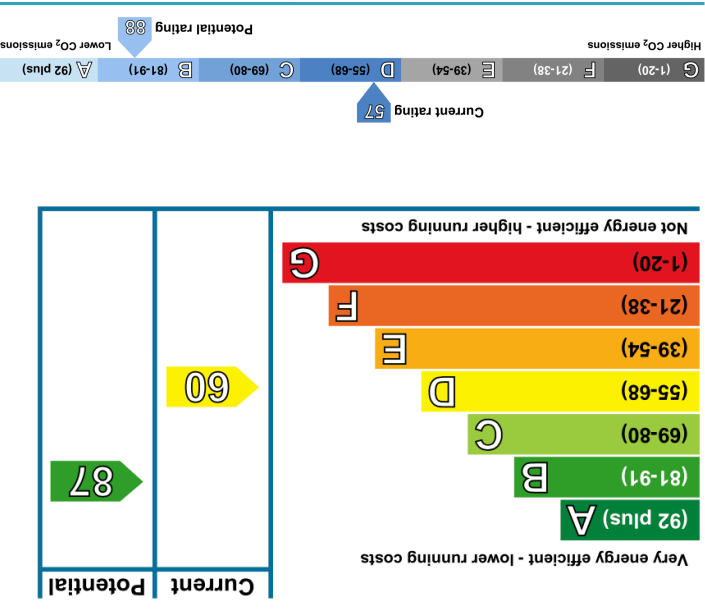 Current Potential
Very energy efficient - lower running costs
(92 plus) A
(81-91) B
87
(69-80) C
(55-68) D
60
(39-54) E
(21-38) F
(1-20) G
Not energy efficient - higher running costs
Current rating 57
G (1-20) F (21-38) E (39-54) D (55-68) C (69-80) B (81-91) A (92 plus)
Higher CO₂ emissions Lower CO₂ emissions
Potential rating 88